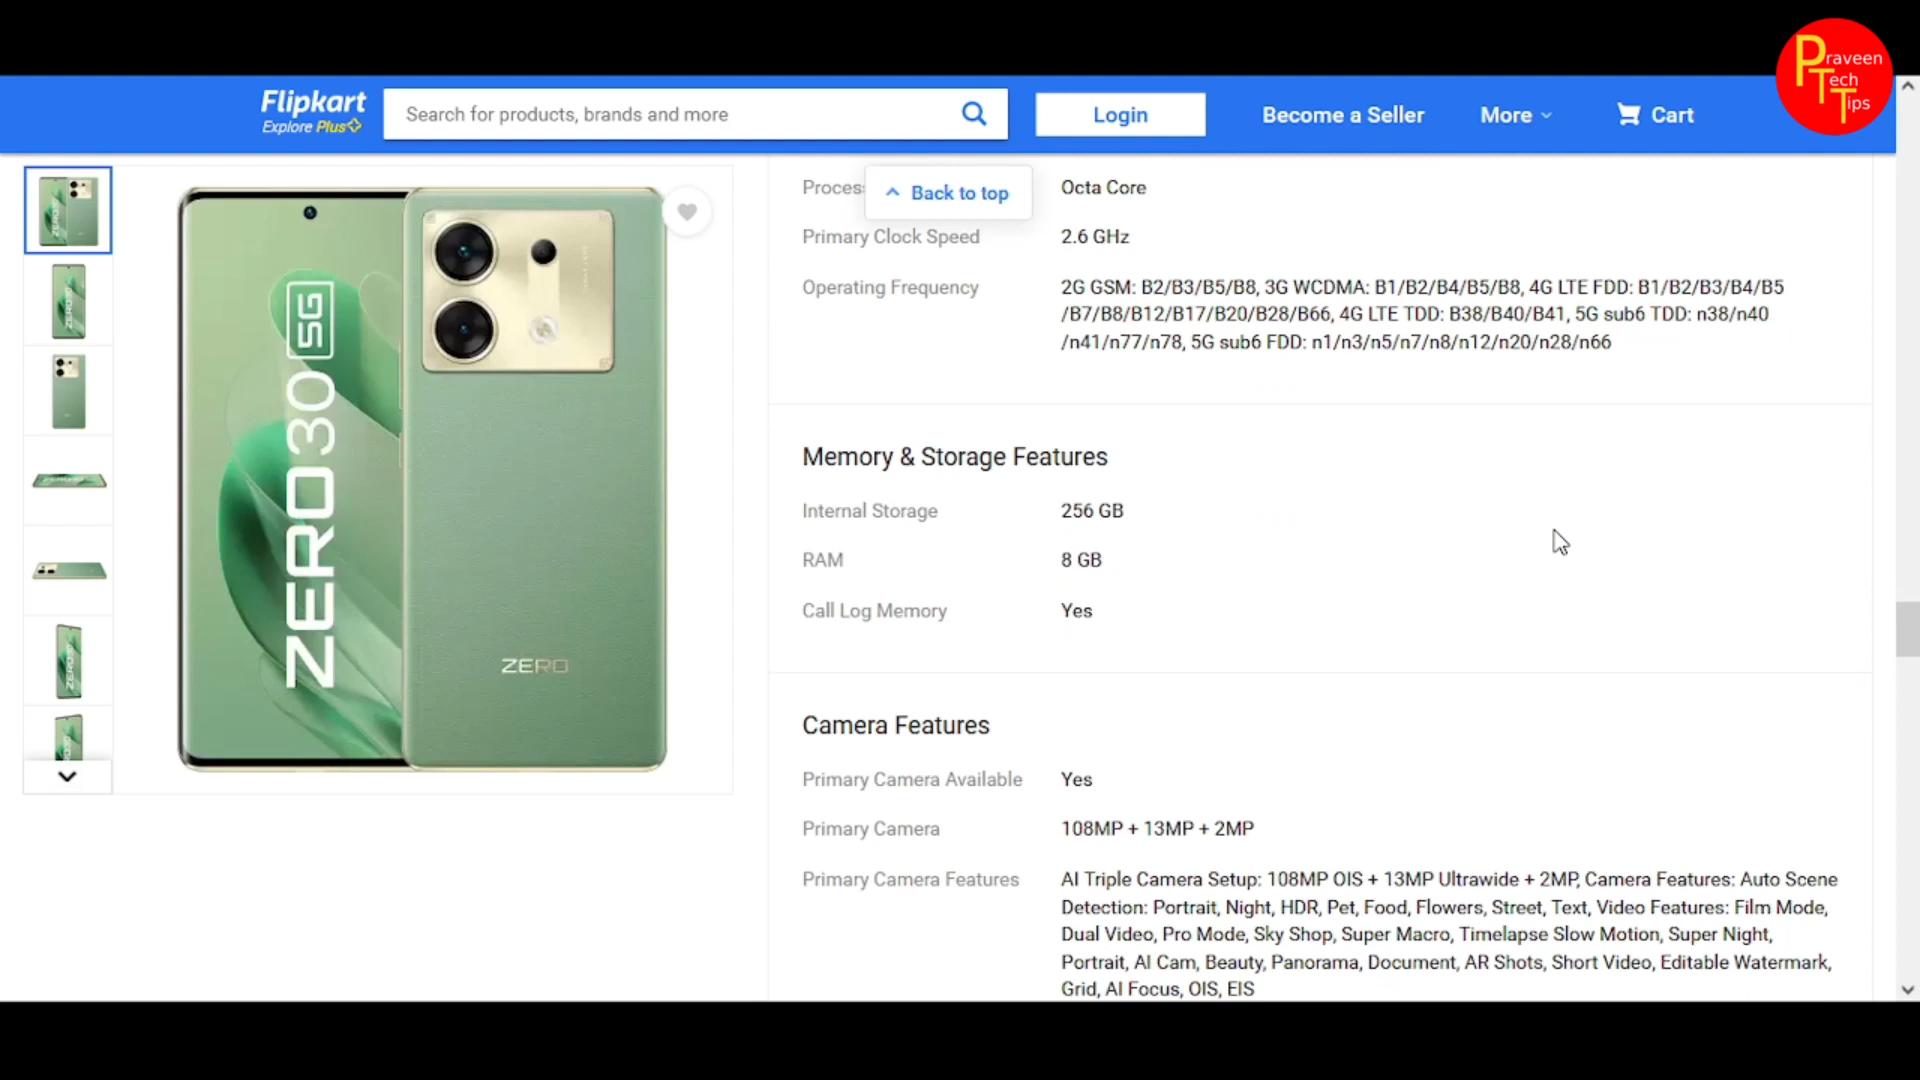 Praveen
Tech
Tips
Flipkart
Explore Plus
Search for products, brands and more
Login
Become a Seller
More
Cart
Back to top
Proces
Octa Core
Primary Clock Speed
2.6 GHz
Operating Frequency
2G GSM: B2/B3/B5/B8, 3G WCDMA: B1/B2/B4/B5/B8, 4G LTE FDD: B1/B2/B3/B4/B5
/B7/B8/B12/B17/B20/B28/B66, 4G LTE TDD: B38/B40/B41, 5G sub6 TDD: n38/n40
/n41/n77/n78, 5G sub6 FDD: n1/n3/n5/n7/n8/n12/n20/n28/n66
Memory & Storage Features
Internal Storage
256 GB
RAM
8 GB
Call Log Memory
Yes
Camera Features
Primary Camera Available
Yes
Primary Camera
108MP + 13MP + 2MP
Primary Camera Features
AI Triple Camera Setup: 108MP OIS + 13MP Ultrawide + 2MP, Camera Features: Auto Scene
Detection: Portrait, Night, HDR, Pet, Food, Flowers, Street, Text, Video Features: Film Mode,
Dual Video, Pro Mode, Sky Shop, Super Macro, Timelapse Slow Motion, Super Night,
Portrait, AI Cam, Beauty, Panorama, Document, AR Shots, Short Video, Editable Watermark,
Grid, AI Focus, OIS, EIS
ZERO30 5G
ZERO